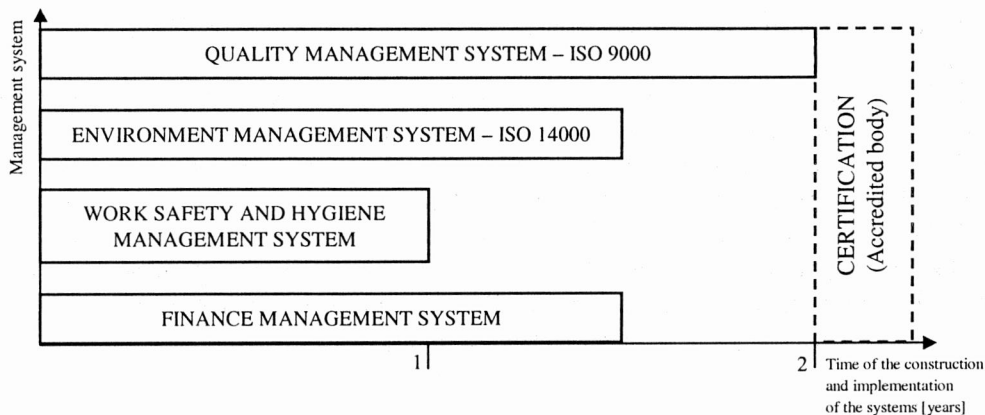 Management system
QUALITY MANAGEMENT SYSTEM – ISO 9000
ENVIRONMENT MANAGEMENT SYSTEM – ISO 14000
WORK SAFETY AND HYGIENE
MANAGEMENT SYSTEM
FINANCE MANAGEMENT SYSTEM
CERTIFICATION
(Accredited body)
1
2
Time of the construction
and implementation
of the systems [years]